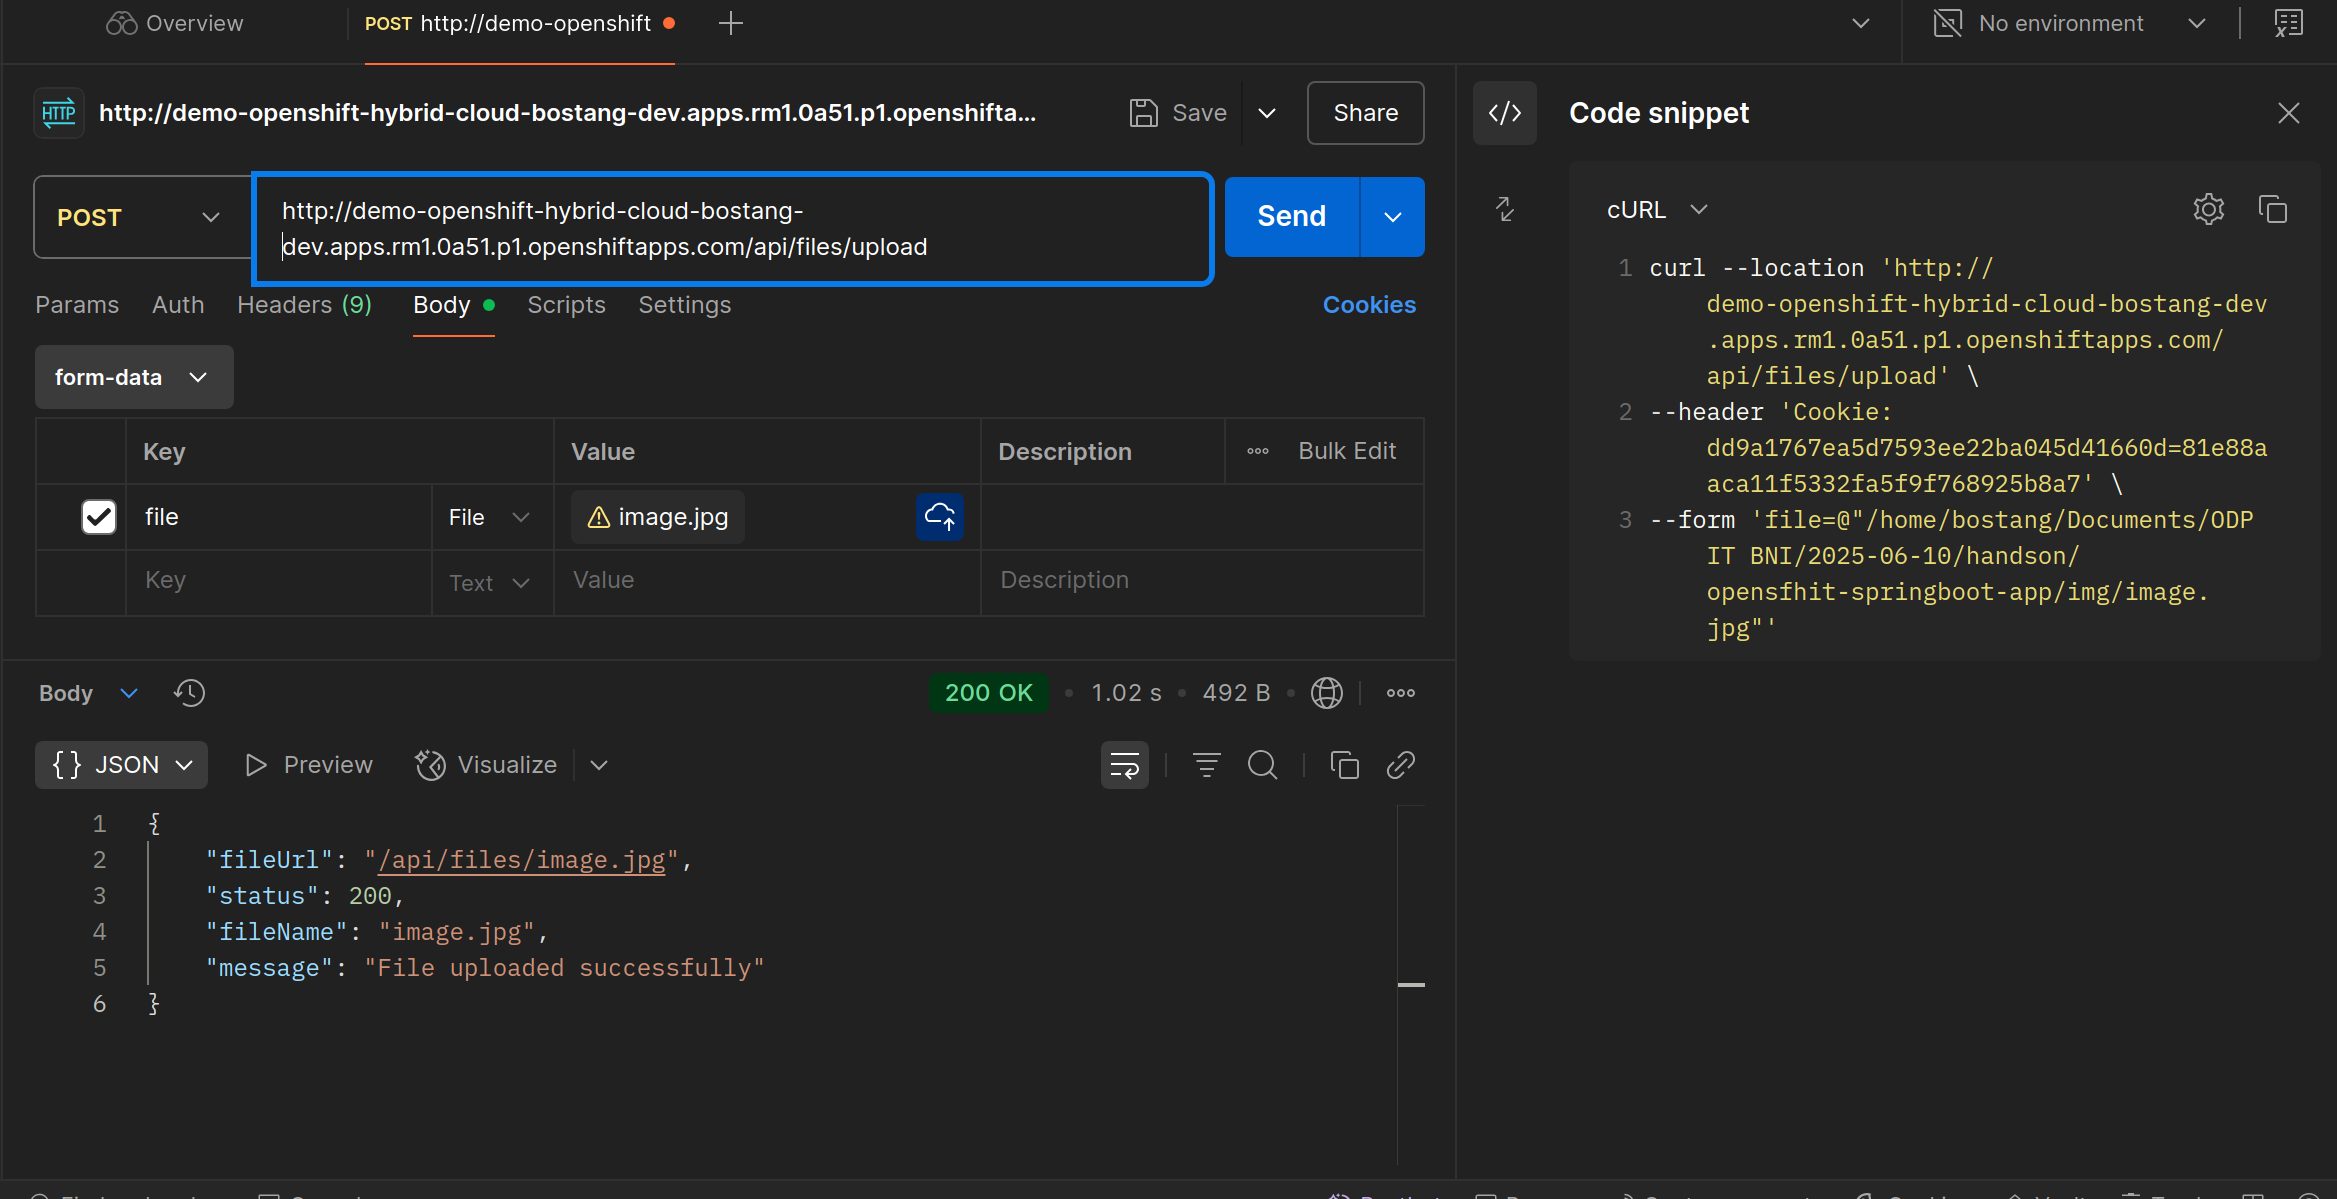 Overview
POST http://demo-openshift
No environment
HTTP http://demo-openshift-hybrid-cloud-bostang-dev.apps.rm1.0a51.p1.openshifta...
Save
Share
POST
http://demo-openshift-hybrid-cloud-bostang-
dev.apps.rm1.0a51.p1.openshiftapps.com/api/files/upload
Send
Params Auth Headers (9) Body Scripts Settings
Cookies
form-data
Key Value Description Bulk Edit
file File image.jpg
Key Text Value Description
Body
200 OK 1.02 s 492 B
{} JSON Preview Visualize
1 {
2 "fileUrl": "/api/files/image.jpg",
3 "status": 200,
4 "fileName": "image.jpg",
5 "message": "File uploaded successfully"
6 }
</> Code snippet
cURL
1 curl --location 'http://
demo-openshift-hybrid-cloud-bostang-dev
.apps.rm1.0a51.p1.openshiftapps.com/
api/files/upload' \
2 --header 'Cookie:
dd9a1767ea5d7593ee22ba045d41660d=81e88a
aca11f5332fa5f9f768925b8a7' \
3 --form 'file=@"/home/bostang/Documents/ODP
IT BNI/2025-06-10/handson/
opensfhit-springboot-app/img/image.
jpg"'